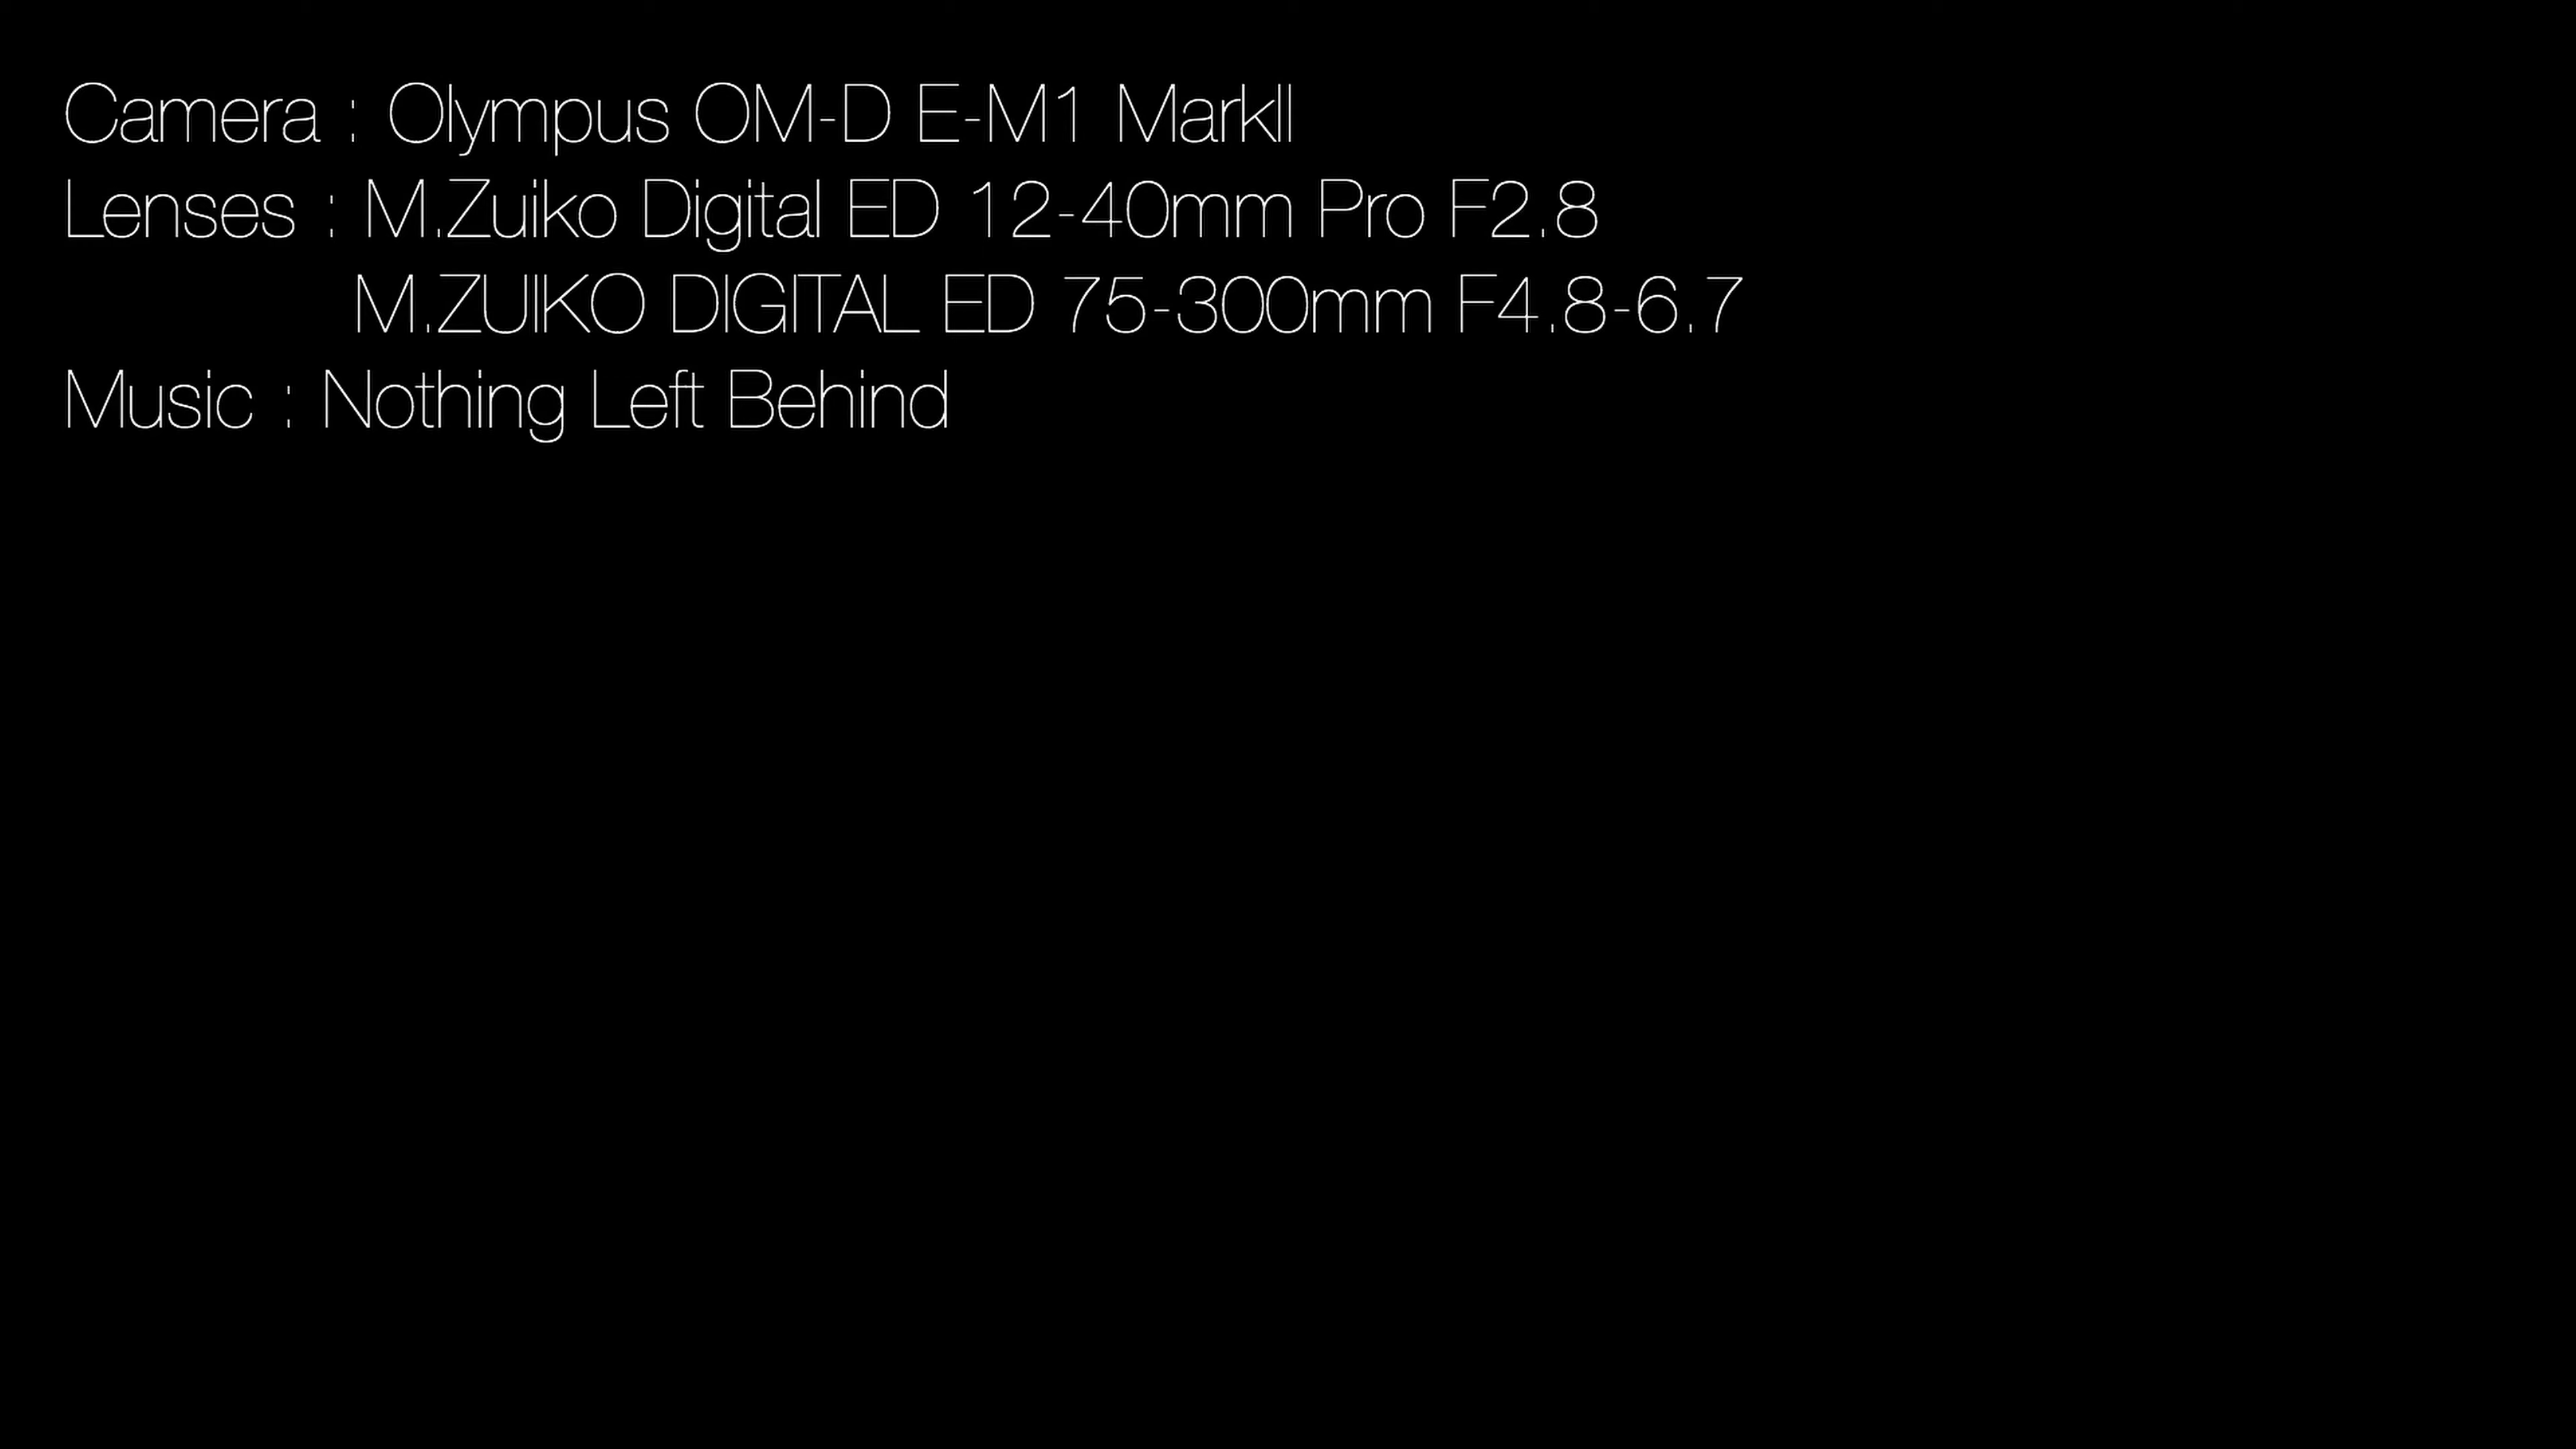 Camera : Olympus OM-D E-M1 MarkII
Lenses : M.Zuiko Digital ED 12-40mm Pro F2.8
M.ZUIKO DIGITAL ED 75-300mm F4.8-6.7
Music : Nothing Left Behind